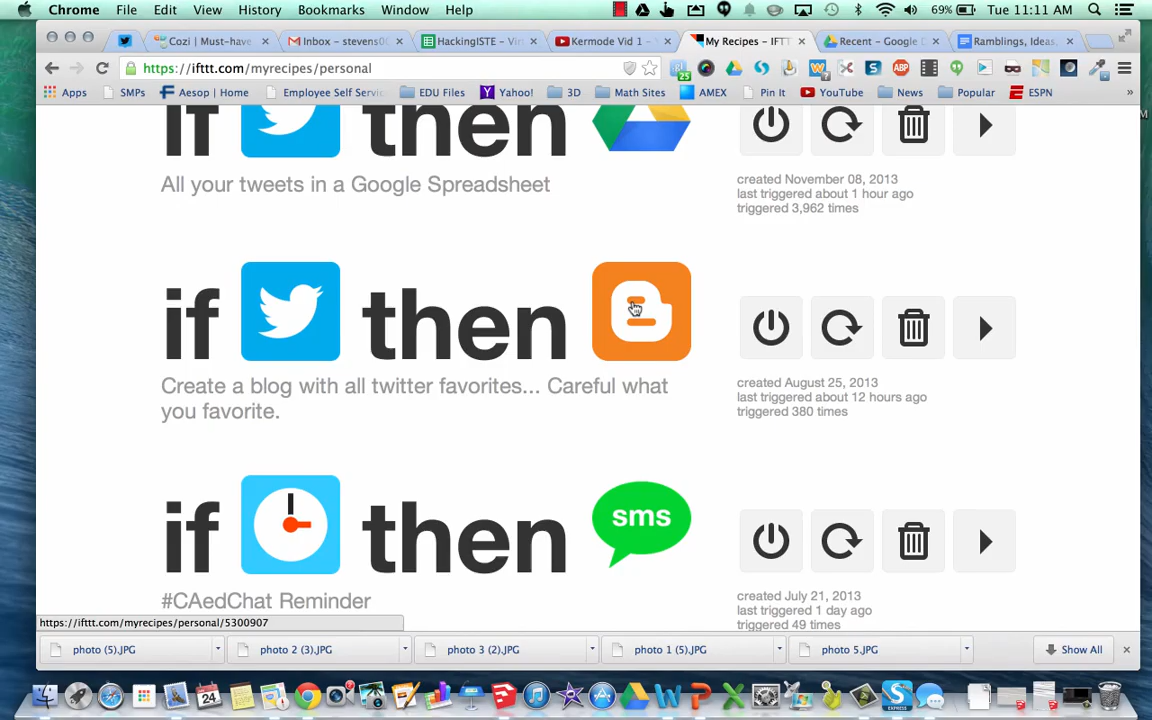 Chrome File Edit View History Bookmarks Window Help 69% Tue 11:11 AM
Cozi | Must-have Inbox - stevens0 HackingISTE - Vir Kermode Vid 1 - My Recipes - IFTT Recent - Google D Ramblings, Ideas,
https://ifttt.com/myrecipes/personal 25
Apps SMPs Aesop | Home Employee Self Servi EDU Files Yahoo! 3D Math Sites AMEX Pin It YouTube News Popular ESPN »
if then
All your tweets in a Google Spreadsheet
created November 08, 2013
last triggered about 1 hour ago
triggered 3,962 times
if then
Create a blog with all twitter favorites... Careful what
you favorite.
created August 25, 2013
last triggered about 12 hours ago
triggered 380 times
if then sms
#CAedChat Reminder
created July 21, 2013
last triggered 1 day ago
triggered 49 times
https://ifttt.com/myrecipes/personal/5300907
photo (5).JPG photo 2 (3).JPG photo 3 (2).JPG photo 1 (5).JPG photo 5.JPG Show All
24
EXPRESS